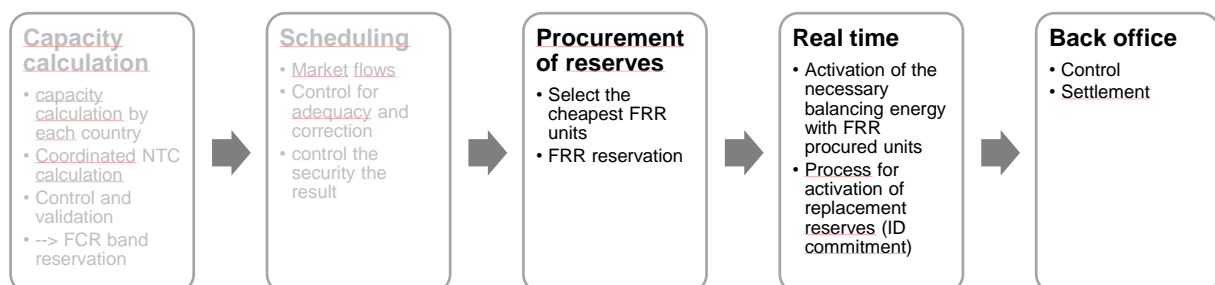 Capacity
calculation
• capacity
calculation by
each country
• Coordinated NTC
calculation
• Control and
validation
• --> FCR band
reservation
Scheduling
• Market flows
• Control for
adequacy and
correction
• control the
security the
result
Procurement
of reserves
• Select the
cheapest FRR
units
• FRR reservation
Real time
• Activation of the
necessary
balancing energy
with FRR
procured units
• Process for
activation of
replacement
reserves (ID
commitment)
Back office
• Control
• Settlement